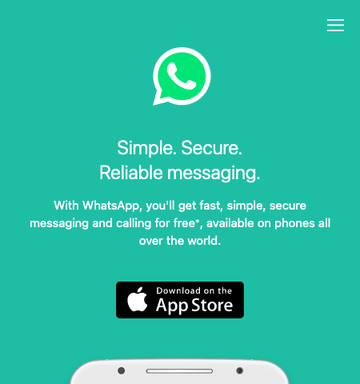 Simple. Secure.
Reliable messaging.
With WhatsApp, you'll get fast, simple, secure
messaging and calling for free*, available on phones all
over the world.
Download on the
App Store